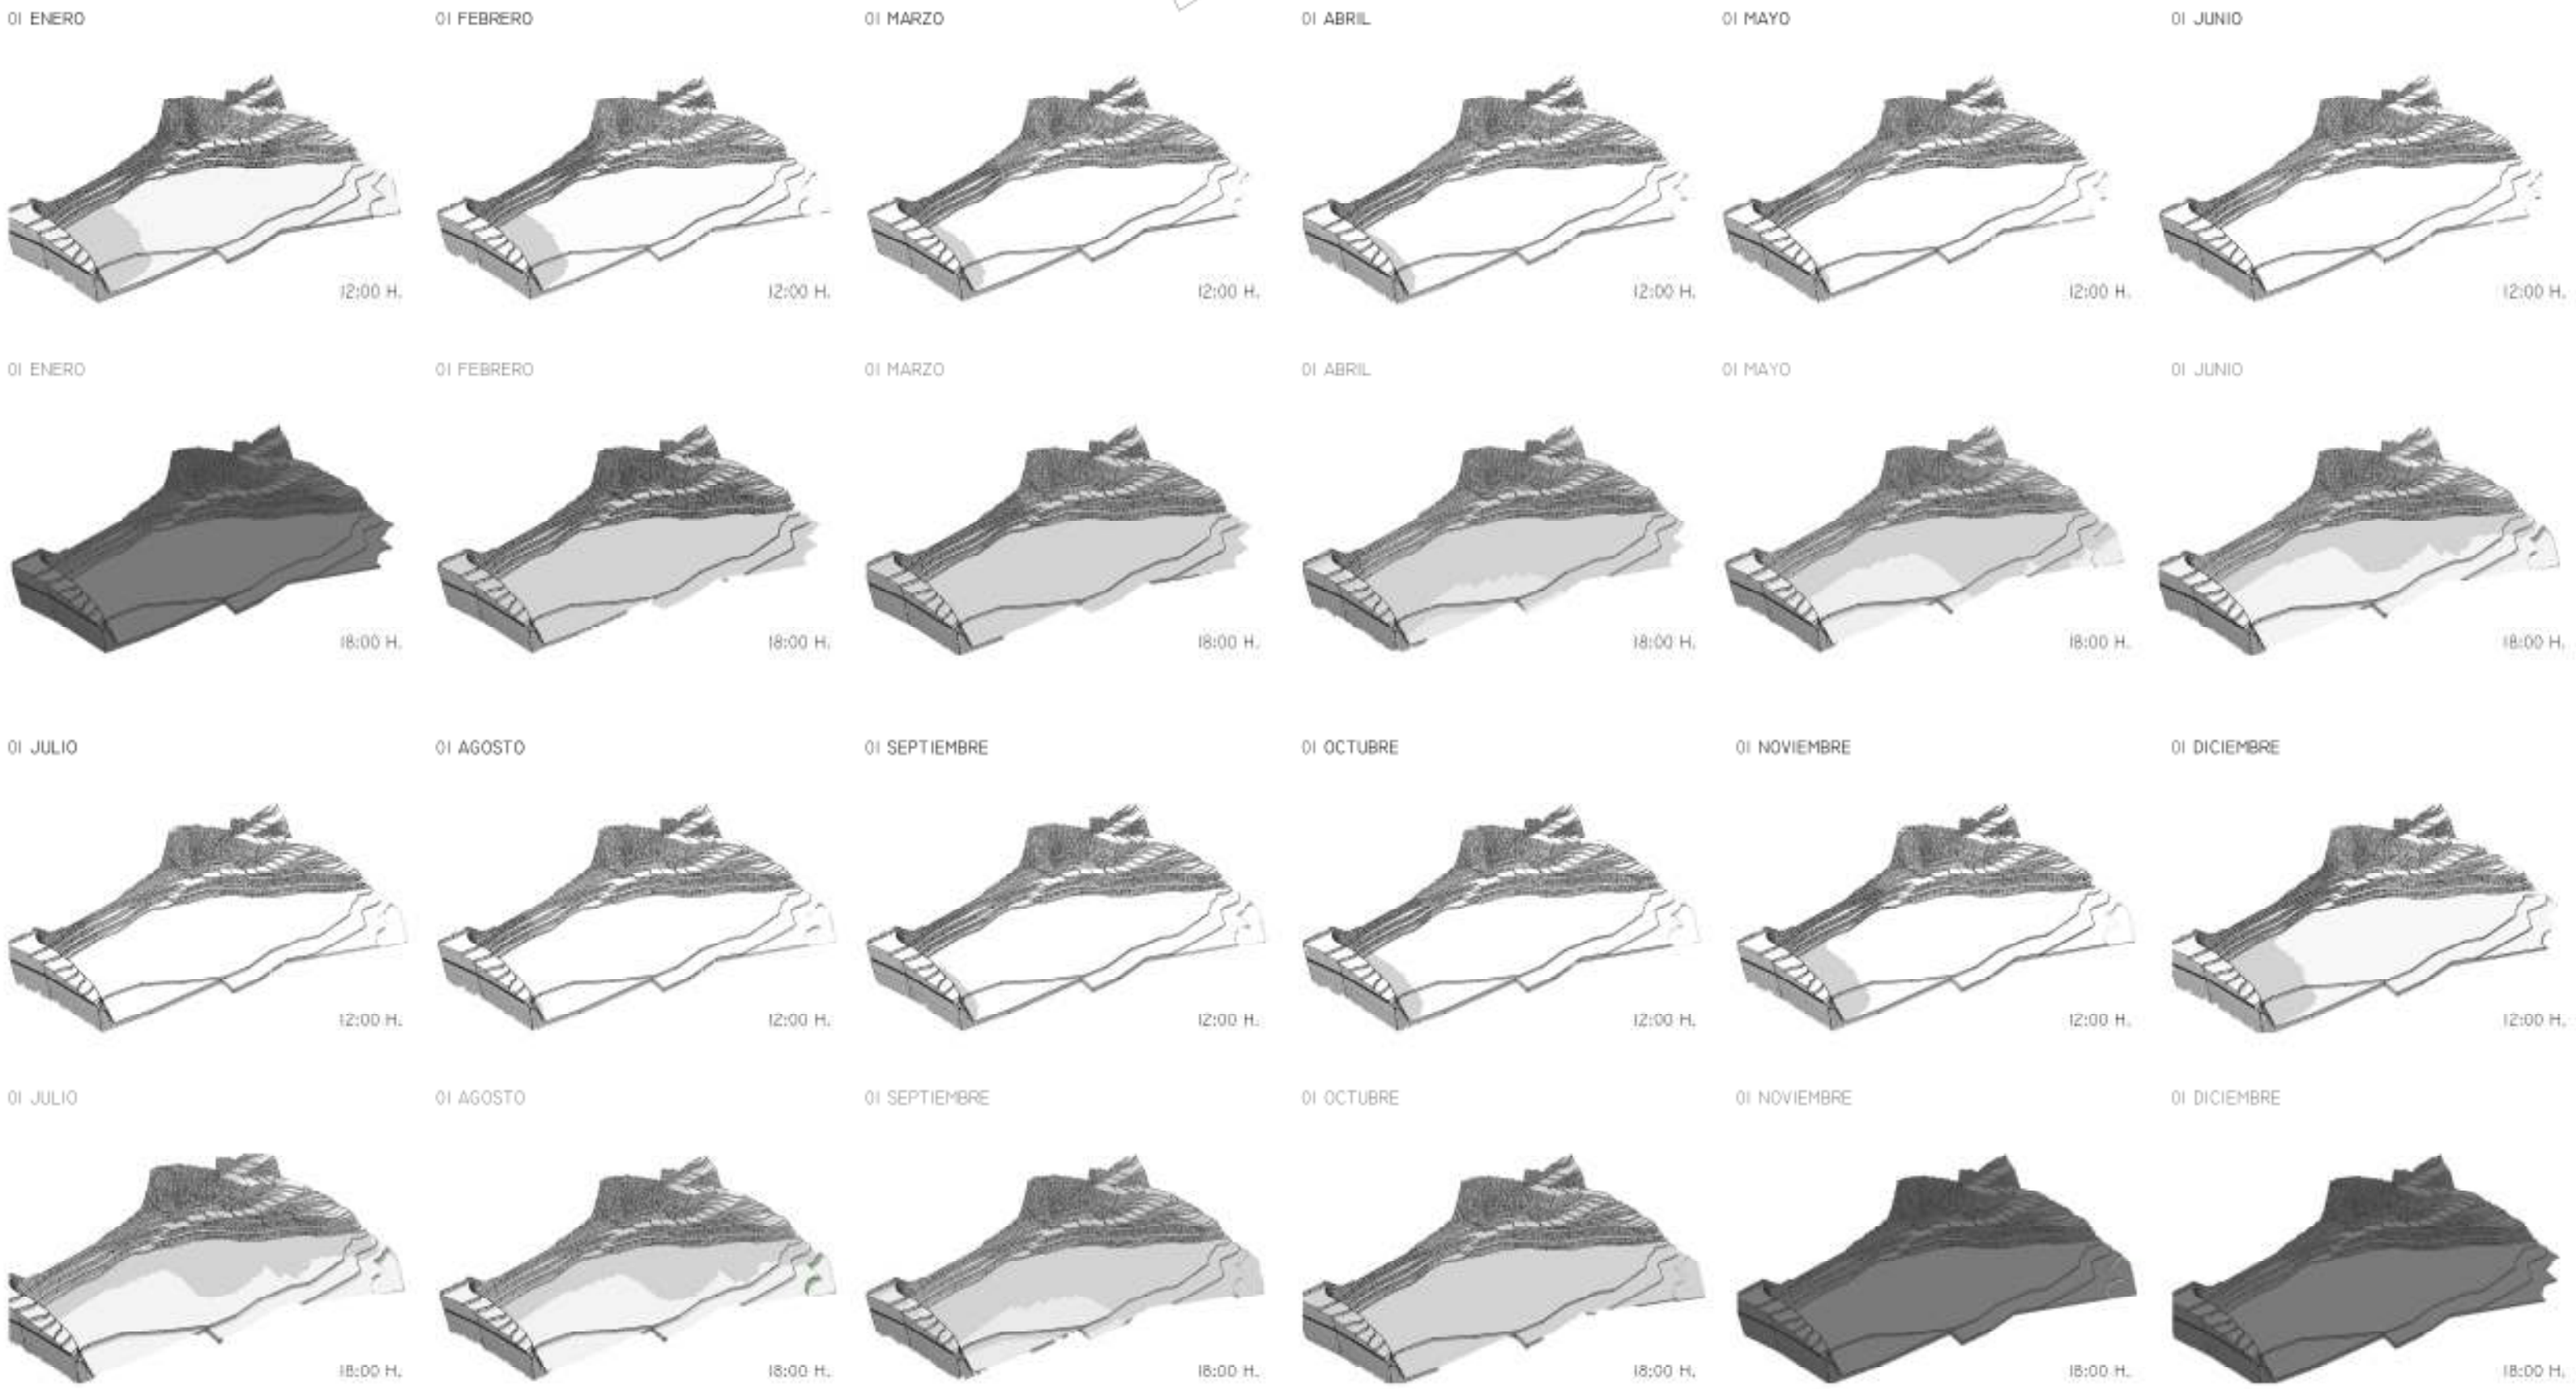 01 ENERO
01 FEBRERO
01 MARZO
01 ABRIL
01 MAYO
01 JUNIO
12:00 H.
12:00 H.
12:00 H.
12:00 H.
12:00 H.
12:00 H.
01 ENERO
01 FEBRERO
01 MARZO
01 ABRIL
01 MAYO
01 JUNIO
18:00 H.
18:00 H.
18:00 H.
18:00 H.
18:00 H.
18:00 H.
01 JULIO
01 AGOSTO
01 SEPTIEMBRE
01 OCTUBRE
01 NOVIEMBRE
01 DICIEMBRE
12:00 H.
12:00 H.
12:00 H.
12:00 H.
12:00 H.
12:00 H.
01 JULIO
01 AGOSTO
01 SEPTIEMBRE
01 OCTUBRE
01 NOVIEMBRE
01 DICIEMBRE
18:00 H.
18:00 H.
18:00 H.
18:00 H.
18:00 H.
18:00 H.